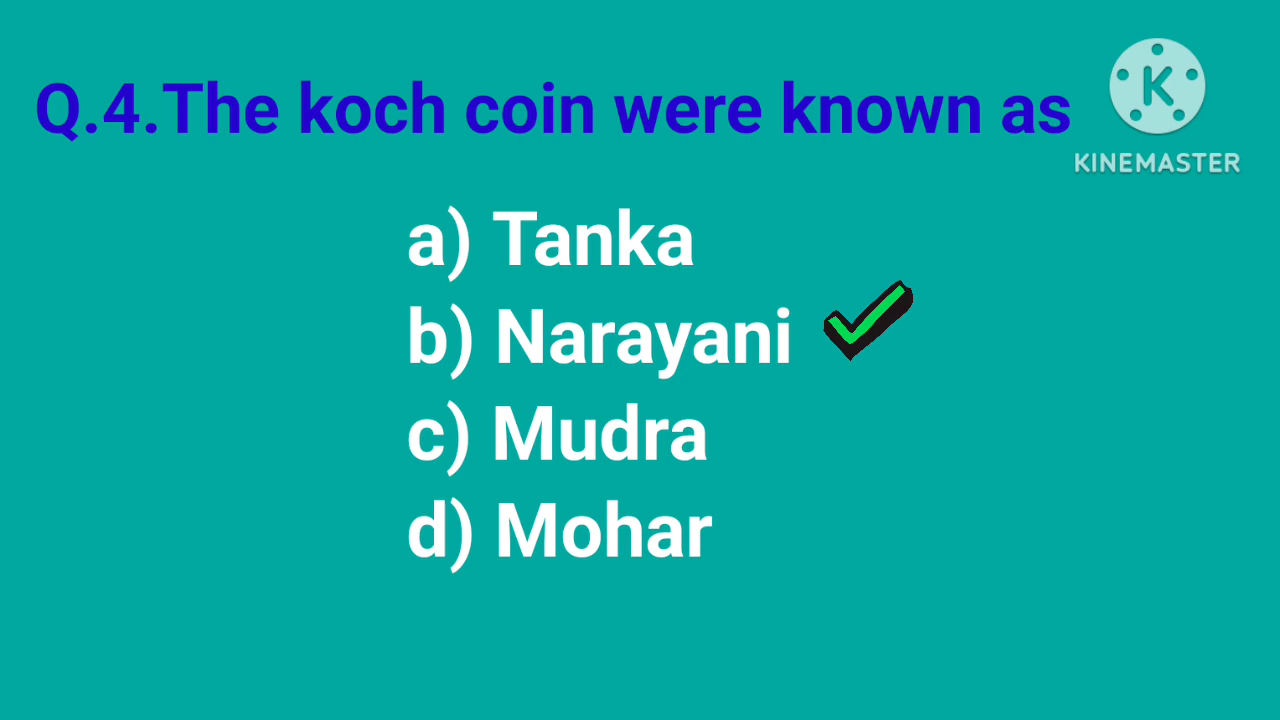 Q.4.The koch coin were known as
K
KINEMASTER
a) Tanka
b) Narayani
c) Mudra
d) Mohar